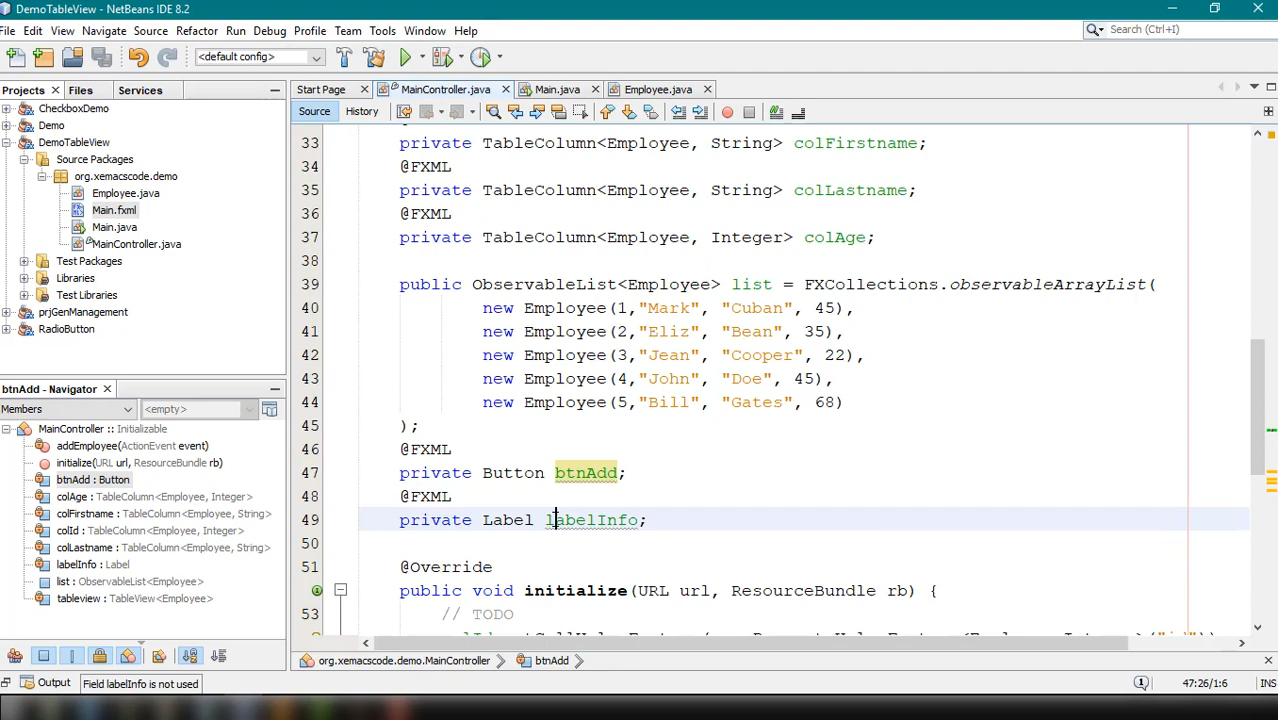 DemoTableView - NetBeans IDE 8.2
File Edit View Navigate Source Refactor Run Debug Profile Team Tools Window Help
Search (Ctrl+I)
<default config>
Projects Files Services
CheckboxDemo
Demo
DemoTableView
Source Packages
org.xemacscode.demo
Employee.java
Main.fxml
Main.java
MainController.java
Test Packages
Libraries
Test Libraries
prjGenManagement
RadioButton
btnAdd - Navigator
Members
<empty>
MainController :: Initializable
addEmployee(ActionEvent event)
initialize(URL url, ResourceBundle rb)
btnAdd : Button
colAge : TableColumn<Employee, Integer>
colFirstname : TableColumn<Employee, String>
colId : TableColumn<Employee, Integer>
colLastname : TableColumn<Employee, String>
labelInfo : Label
list : ObservableList<Employee>
tableview : TableView<Employee>
Start Page MainController.java Main.java Employee.java
Source History
33 private TableColumn<Employee, String> colFirstname;
34 @FXML
35 private TableColumn<Employee, String> colLastname;
36 @FXML
37 private TableColumn<Employee, Integer> colAge;
38
39 public ObservableList<Employee> list = FXCollections.observableArrayList(
40 new Employee(1,"Mark", "Cuban", 45),
41 new Employee(2,"Eliz", "Bean", 35),
42 new Employee(3,"Jean", "Cooper", 22),
43 new Employee(4,"John", "Doe", 45),
44 new Employee(5,"Bill", "Gates", 68)
45 );
46 @FXML
47 private Button btnAdd;
48 @FXML
49 private Label labelInfo;
50
51 @Override
public void initialize(URL url, ResourceBundle rb) {
53 // TODO
org.xemacscode.demo.MainController btnAdd
Output
Field labelInfo is not used
47:26/1:6 INS